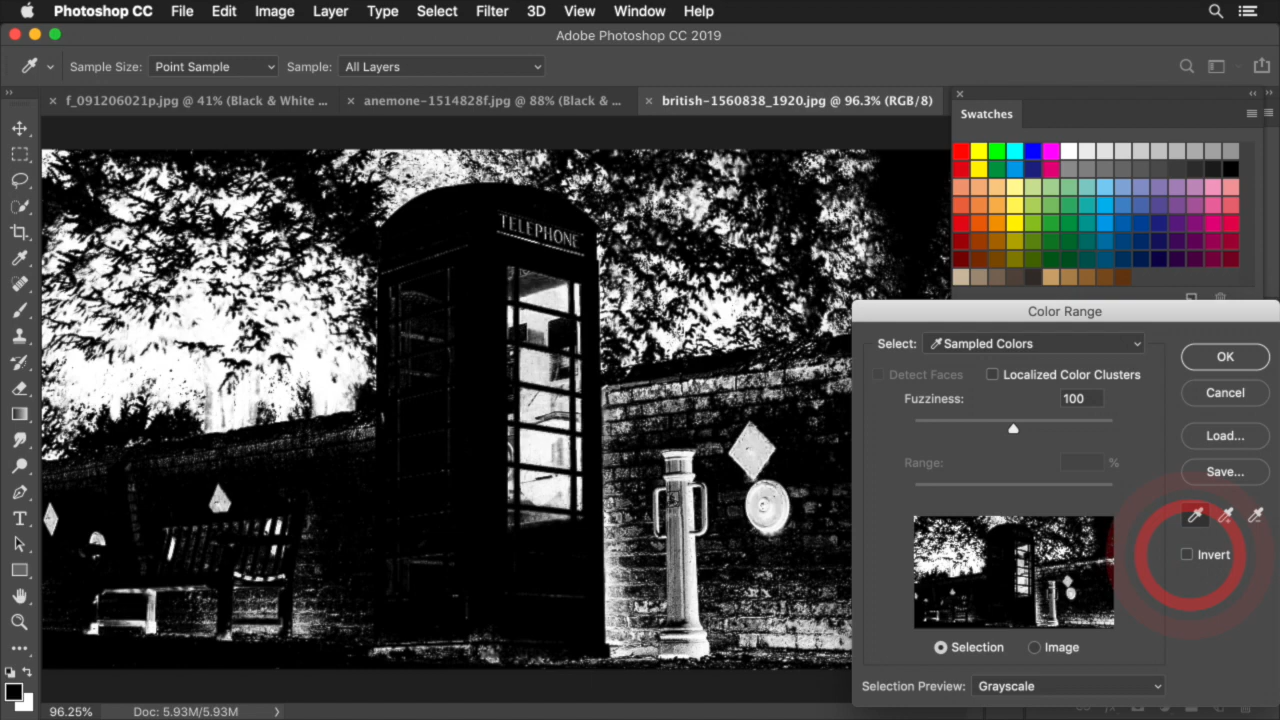 Photoshop CC File Edit Image Layer Type Select Filter 3D View Window Help
Adobe Photoshop CC 2019
Sample Size: Point Sample Sample: All Layers
f_091206021p.jpg @ 41% (Black & White ...
anemone-1514828f.jpg @ 88% (Black & ...
british-1560838_1920.jpg @ 96.3% (RGB/8)
Swatches
TELEPHONE
Color Range
Select: Sampled Colors
OK
Detect Faces Localized Color Clusters
Fuzziness: 100
Cancel
Load...
Range: %
Save...
Invert
Selection Image
Selection Preview: Grayscale
96.25% Doc: 5.93M/5.93M